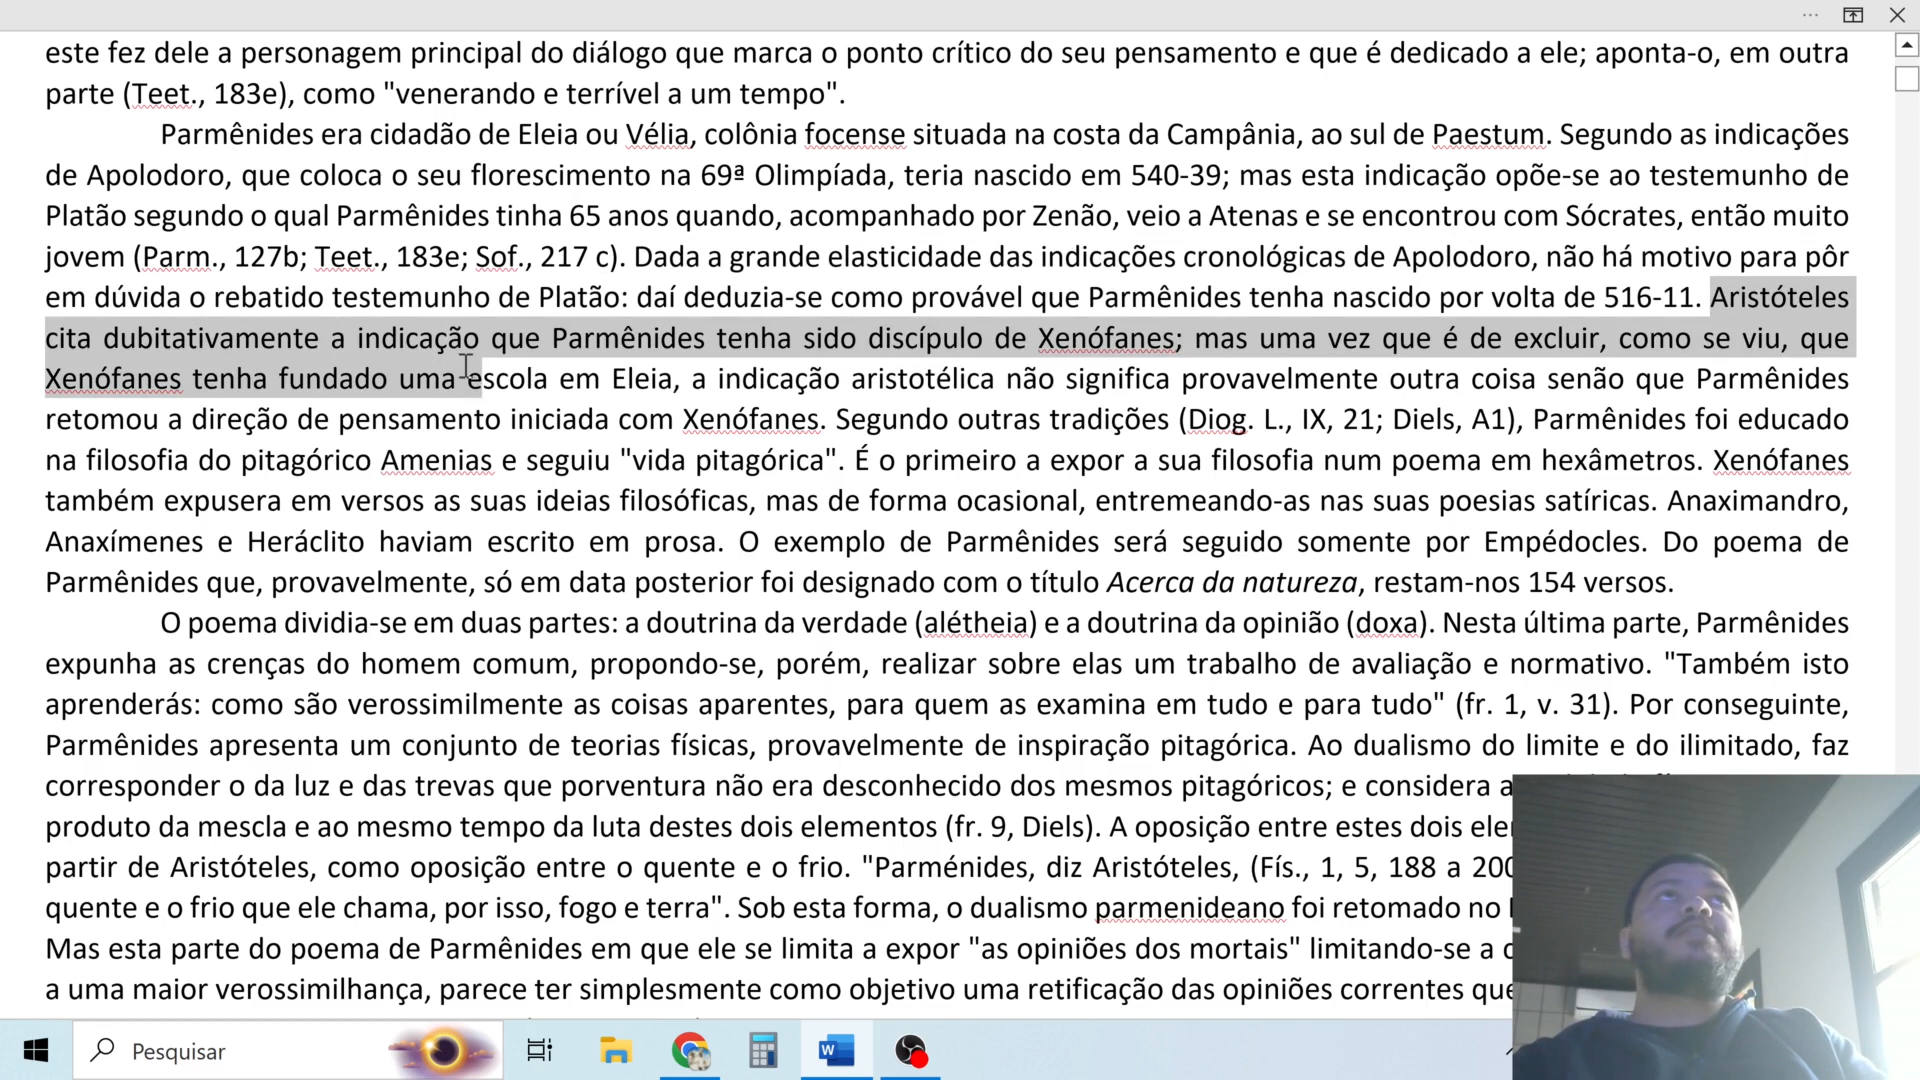 este fez dele a personagem principal do diálogo que marca o ponto crítico do seu pensamento e que é dedicado a ele; aponta-o, em outra
parte (Teet., 183e), como "venerando e terrível a um tempo".
Parmênides era cidadão de Eleia ou Vélia, colônia focense situada na costa da Campânia, ao sul de Paestum. Segundo as indicações
de Apolodoro, que coloca o seu florescimento na 69ª Olimpíada, teria nascido em 540-39; mas esta indicação opõe-se ao testemunho de
Platão segundo o qual Parmênides tinha 65 anos quando, acompanhado por Zenão, veio a Atenas e se encontrou com Sócrates, então muito
jovem (Parm., 127b; Teet., 183e; Sof., 217 c). Dada a grande elasticidade das indicações cronológicas de Apolodoro, não há motivo para pôr
em dúvida o rebatido testemunho de Platão: daí deduzia-se como provável que Parmênides tenha nascido por volta de 516-11. Aristóteles
cita dubitativamente a indicação que Parmênides tenha sido discípulo de Xenófanes; mas uma vez que é de excluir, como se viu, que
Xenófanes tenha fundado uma escola em Eleia, a indicação aristotélica não significa provavelmente outra coisa senão que Parmênides
retomou a direção de pensamento iniciada com Xenófanes. Segundo outras tradições (Diog. L., IX, 21; Diels, A1), Parmênides foi educado
na filosofia do pitagórico Amenias e seguiu "vida pitagórica". É o primeiro a expor a sua filosofia num poema em hexâmetros. Xenófanes
também expusera em versos as suas ideias filosóficas, mas de forma ocasional, entremeando-as nas suas poesias satíricas. Anaximandro,
Anaxímenes e Heráclito haviam escrito em prosa. O exemplo de Parmênides será seguido somente por Empédocles. Do poema de
Parmênides que, provavelmente, só em data posterior foi designado com o título Acerca da natureza, restam-nos 154 versos.
O poema dividia-se em duas partes: a doutrina da verdade (alétheia) e a doutrina da opinião (doxa). Nesta última parte, Parmênides
expunha as crenças do homem comum, propondo-se, porém, realizar sobre elas um trabalho de avaliação e normativo. "Também isto
aprenderás: como são verossimilmente as coisas aparentes, para quem as examina em tudo e para tudo" (fr. 1, v. 31). Por conseguinte,
Parmênides apresenta um conjunto de teorias físicas, provavelmente de inspiração pitagórica. Ao dualismo do limite e do ilimitado, faz
corresponder o da luz e das trevas que porventura não era desconhecido dos mesmos pitagóricos; e considera a
produto da mescla e ao mesmo tempo da luta destes dois elementos (fr. 9, Diels). A oposição entre estes dois ele
partir de Aristóteles, como oposição entre o quente e o frio. "Parménides, diz Aristóteles, (Fís., 1, 5, 188 a 20
quente e o frio que ele chama, por isso, fogo e terra". Sob esta forma, o dualismo parmenideano foi retomado no
Mas esta parte do poema de Parmênides em que ele se limita a expor "as opiniões dos mortais" limitando-se a
a uma maior verossimilhança, parece ter simplesmente como objetivo uma retificação das opiniões correntes que
Pesquisar
W